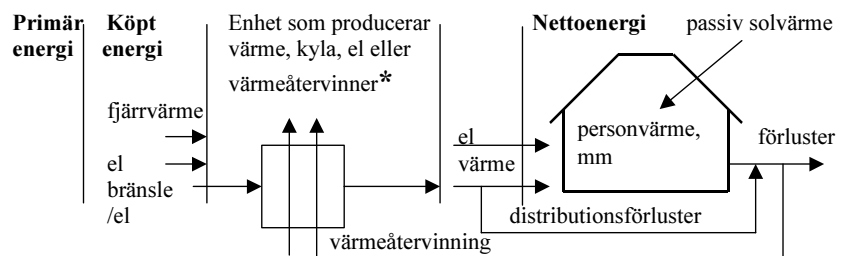 Primär
energi
Köpt
energi
Enhet som producerar
värme, kyla, el eller
värmeåtervinner*
Nettoenergi
passiv solvärme
fjärrvärme
el
bränsle
/el
el
värme
personvärme,
mm
förluster
distributionsförluster
värmeåtervinning